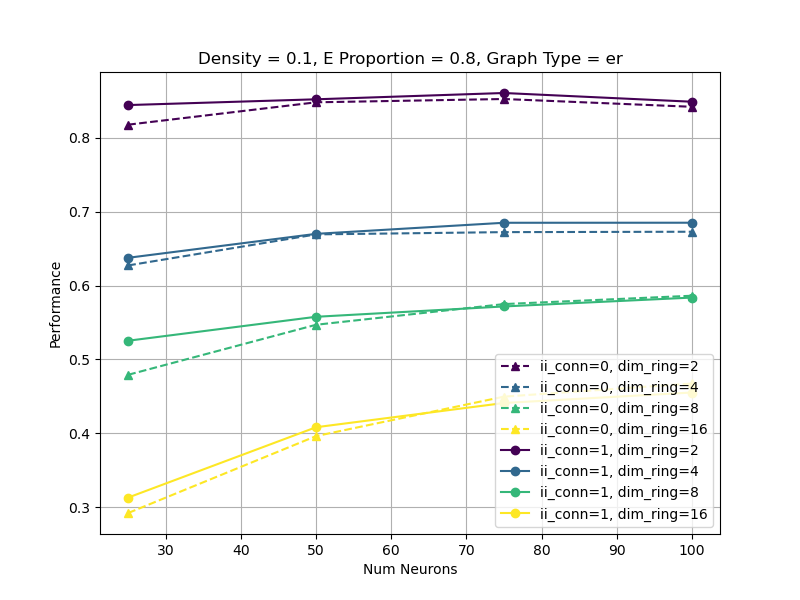 Density = 0.1, E Proportion = 0.8, Graph Type = er
Performance
0.8
0.7
0.6
0.5
0.4
0.3
ii_conn=0, dim_ring=2
ii_conn=0, dim_ring=4
ii_conn=0, dim_ring=8
ii_conn=0, dim_ring=16
ii_conn=1, dim_ring=2
ii_conn=1, dim_ring=4
ii_conn=1, dim_ring=8
ii_conn=1, dim_ring=16
30 40 50 60 70 80 90 100
Num Neurons